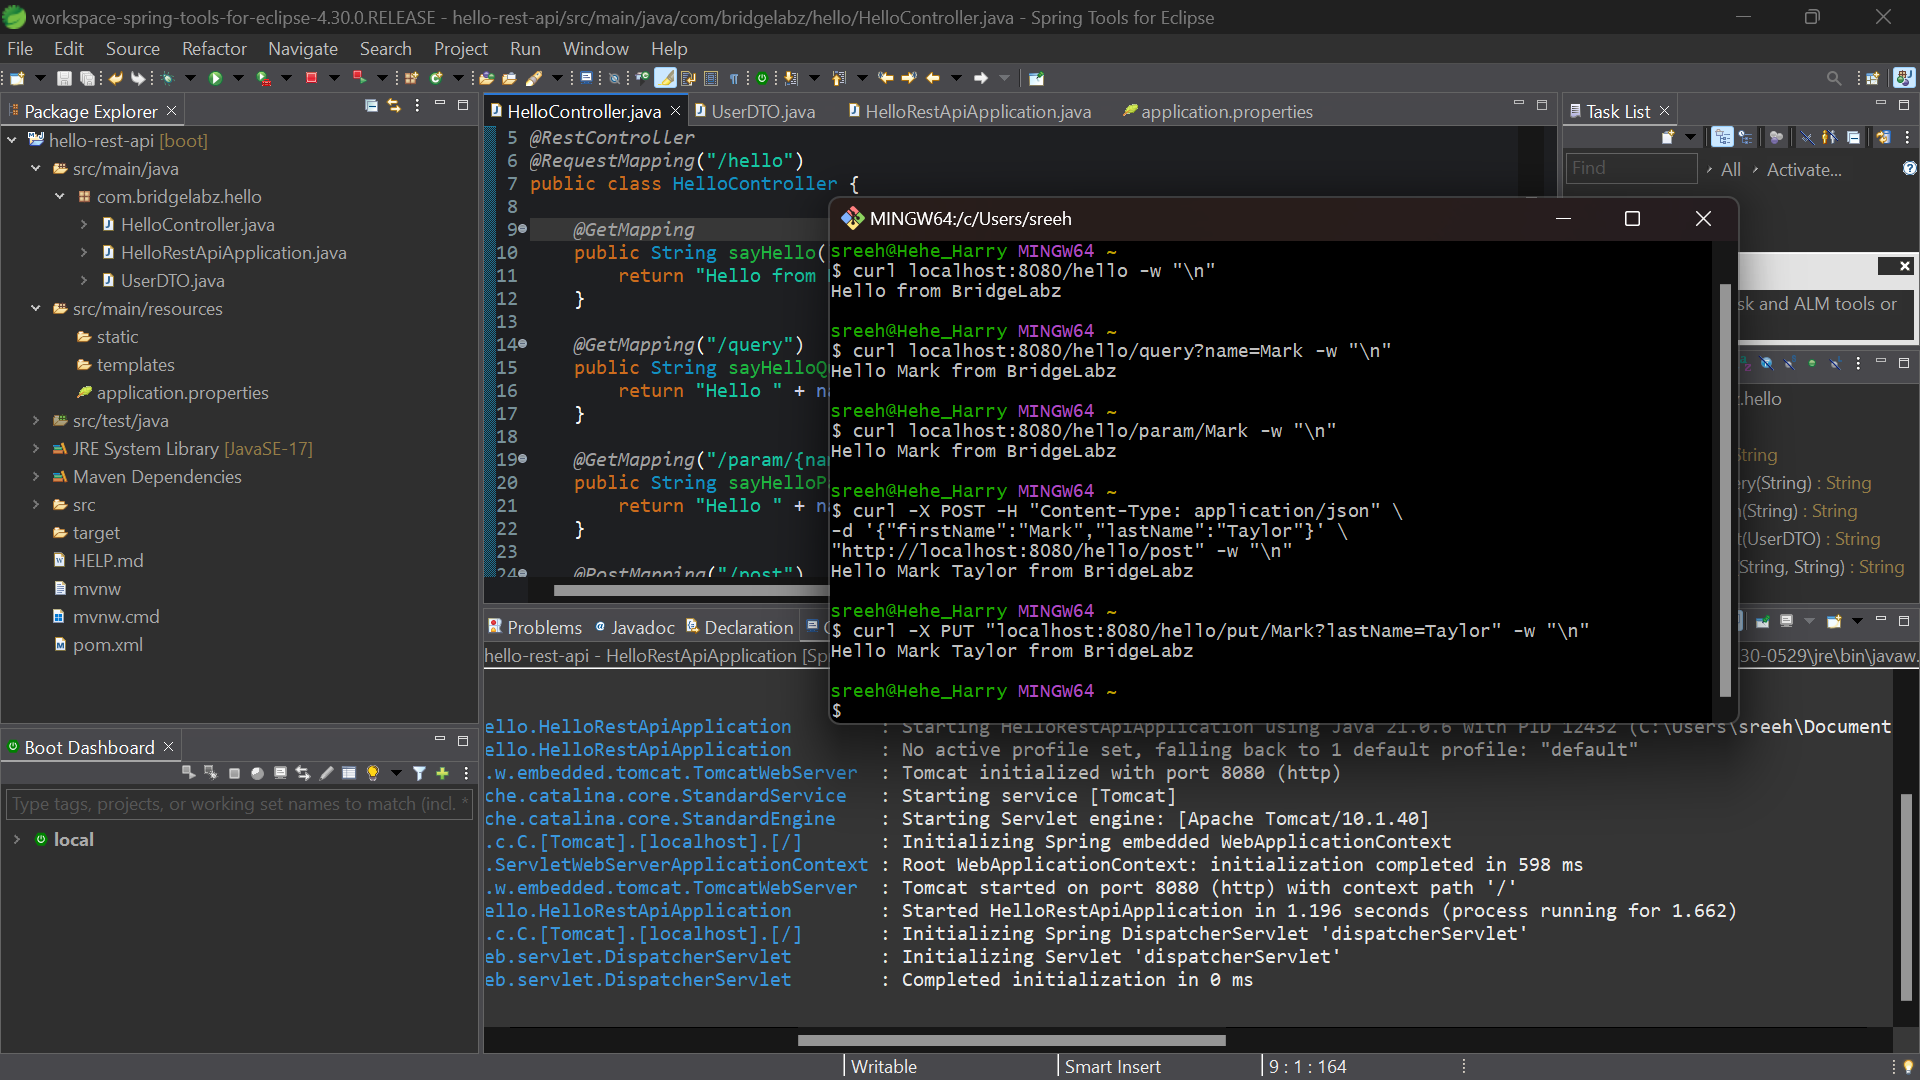 workspace-spring-tools-for-eclipse-4.30.0.RELEASE - hello-rest-api/src/main/java/com/bridgelabz/hello/HelloController.java - Spring Tools for Eclipse
File Edit Source Refactor Navigate Search Project Run Window Help
Package Explorer
hello-rest-api [boot]
src/main/java
com.bridgelabz.hello
HelloController.java
HelloRestApiApplication.java
UserDTO.java
src/main/resources
static
templates
application.properties
src/test/java
JRE System Library [JavaSE-17]
Maven Dependencies
src
target
HELP.md
mvnw
mvnw.cmd
pom.xml
Boot Dashboard
Type tags, projects, or working set names to match (incl. *
local
HelloController.java UserDTO.java HelloRestApiApplication.java application.properties
5 @RestController
6 @RequestMapping("/hello")
7 public class HelloController {
8
9 @GetMapping
10 public String sayHello(
11 return "Hello from
12 }
13
14 @GetMapping("/query")
15 public String sayHelloQ
16 return "Hello " + n
17 }
18
19 @GetMapping("/param/{na
20 public String sayHelloP
21 return "Hello " + n
22 }
23
24 @PostMapping("/post")
MINGW64:/c/Users/sreeh
sreeh@Hehe_Harry MINGW64 ~
$ curl localhost:8080/hello -w "\n"
Hello from BridgeLabz
sreeh@Hehe_Harry MINGW64 ~
$ curl localhost:8080/hello/query?name=Mark -w "\n"
Hello Mark from BridgeLabz
sreeh@Hehe_Harry MINGW64 ~
$ curl localhost:8080/hello/param/Mark -w "\n"
Hello Mark from BridgeLabz
sreeh@Hehe_Harry MINGW64 ~
$ curl -X POST -H "Content-Type: application/json" \
-d '{"firstName":"Mark","lastName":"Taylor"}' \
"http://localhost:8080/hello/post" -w "\n"
Hello Mark Taylor from BridgeLabz
sreeh@Hehe_Harry MINGW64 ~
$ curl -X PUT "localhost:8080/hello/put/Mark?lastName=Taylor" -w "\n"
Hello Mark Taylor from BridgeLabz
sreeh@Hehe_Harry MINGW64 ~
$
Task List
Find All Activate...
sk and ALM tools or
.hello
String
ry(String) : String
(String) : String
t(UserDTO) : String
String, String) : String
Problems Javadoc Declaration
hello-rest-api - HelloRestApiApplication [Sp
30-0529\jre\bin\javaw.
ello.HelloRestApiApplication : Starting HelloRestApiApplication using Java 21.0.6 with PID 12432 (C:\Users\sreeh\Document
ello.HelloRestApiApplication : No active profile set, falling back to 1 default profile: "default"
.w.embedded.tomcat.TomcatWebServer : Tomcat initialized with port 8080 (http)
che.catalina.core.StandardService : Starting service [Tomcat]
che.catalina.core.StandardEngine : Starting Servlet engine: [Apache Tomcat/10.1.40]
.c.C.[Tomcat].[localhost].[/] : Initializing Spring embedded WebApplicationContext
.ServletWebServerApplicationContext : Root WebApplicationContext: initialization completed in 598 ms
.w.embedded.tomcat.TomcatWebServer : Tomcat started on port 8080 (http) with context path '/'
ello.HelloRestApiApplication : Started HelloRestApiApplication in 1.196 seconds (process running for 1.662)
.c.C.[Tomcat].[localhost].[/] : Initializing Spring DispatcherServlet 'dispatcherServlet'
eb.servlet.DispatcherServlet : Initializing Servlet 'dispatcherServlet'
eb.servlet.DispatcherServlet : Completed initialization in 0 ms
Writable Smart Insert 9 : 1 : 164